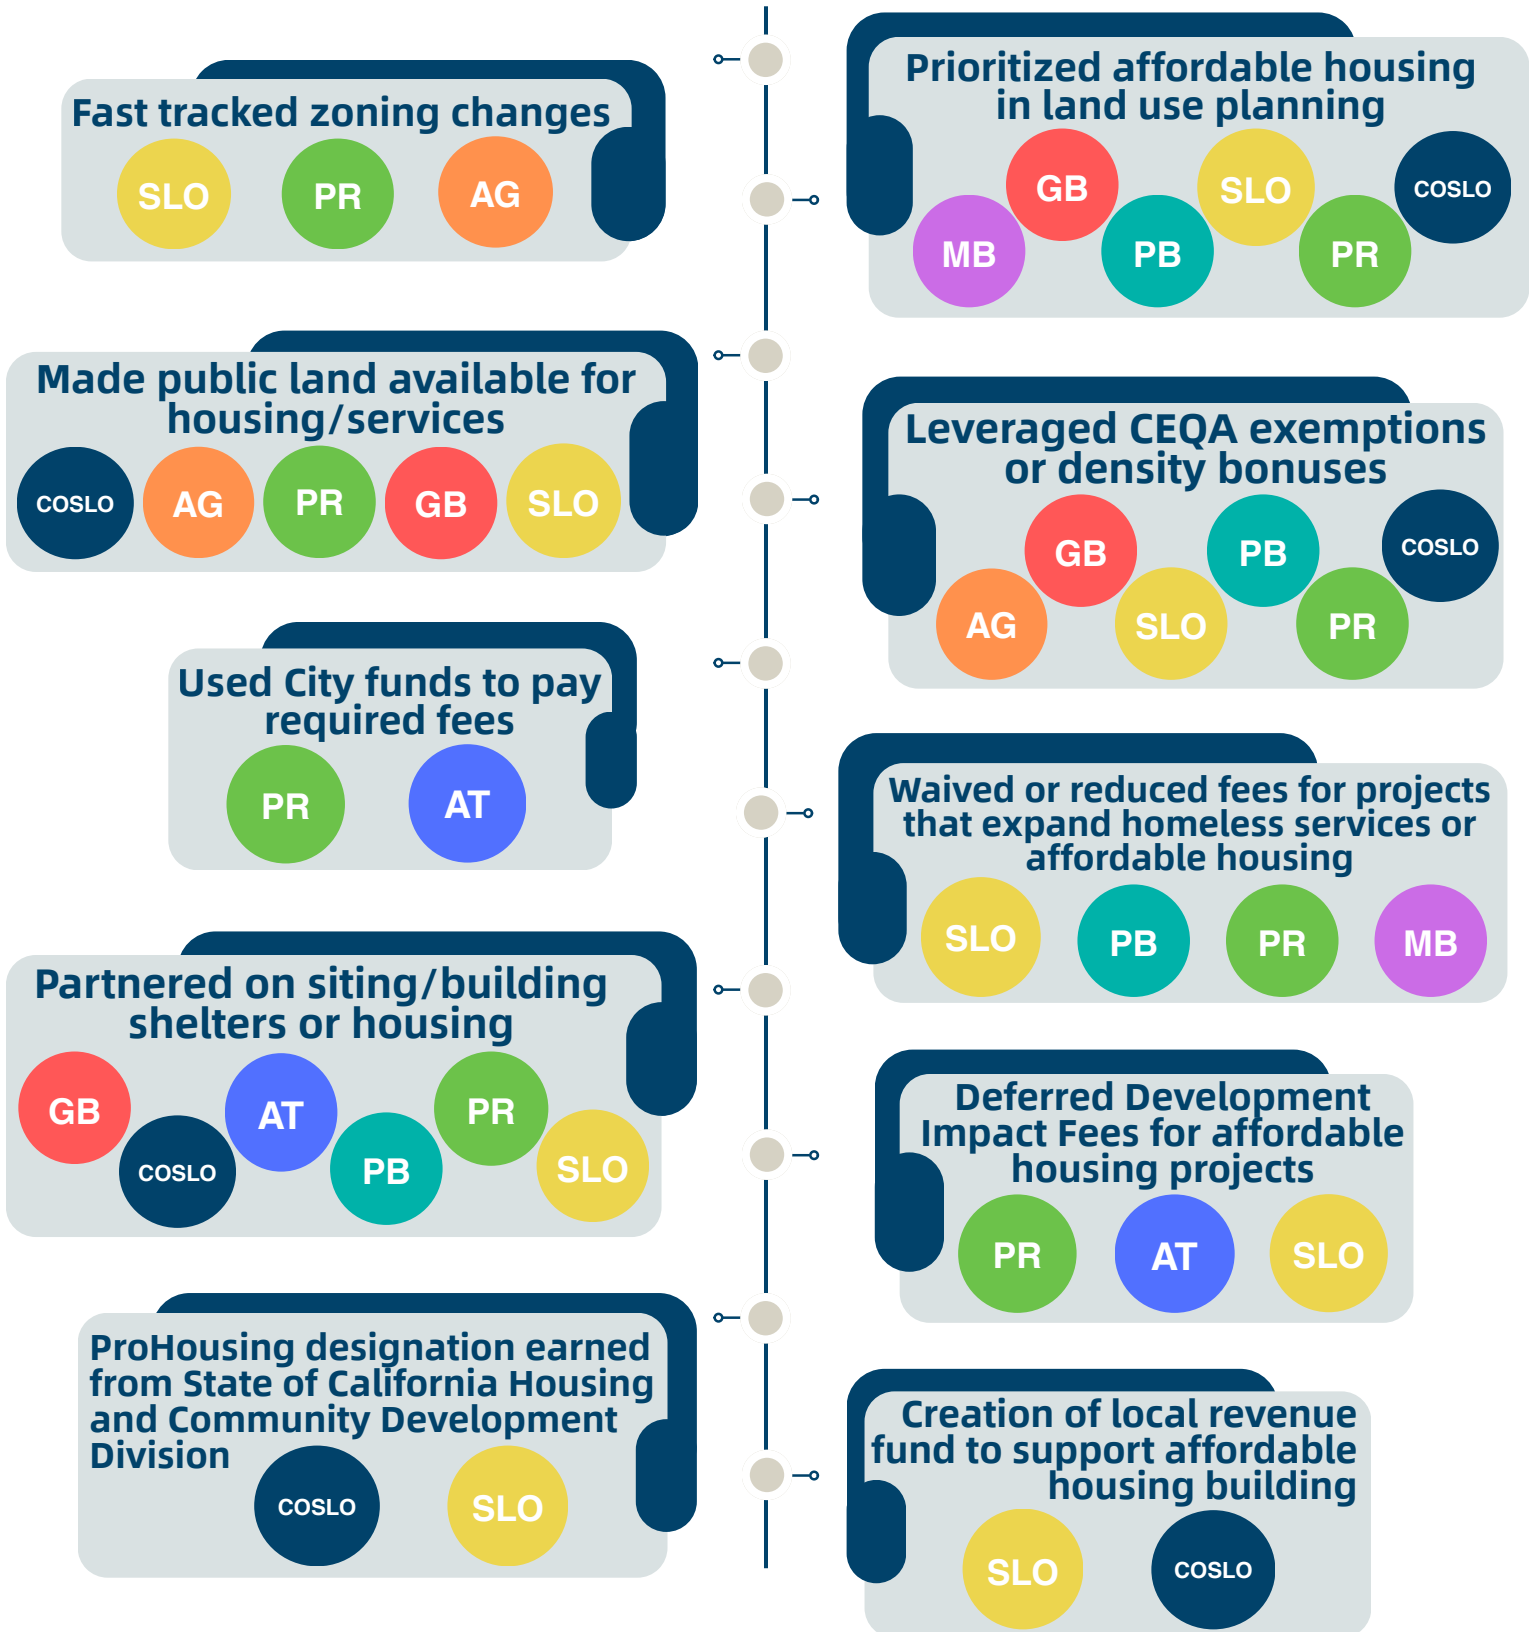 Fast tracked zoning changes
SLO PR AG
Prioritized affordable housing
in land use planning
MB GB PB SLO PR COSLO
Made public land available for
housing/services
COSLO AG PR GB SLO
Leveraged CEQA exemptions
or density bonuses
AG GB SLO PB PR COSLO
Used City funds to pay
required fees
PR AT
Waived or reduced fees for projects
that expand homeless services or
affordable housing
SLO PB PR MB
Partnered on siting/building
shelters or housing
GB COSLO AT PB PR SLO
Deferred Development
Impact Fees for affordable
housing projects
PR AT SLO
ProHousing designation earned
from State of California Housing
and Community Development
Division
COSLO SLO
Creation of local revenue
fund to support affordable
housing building
SLO COSLO